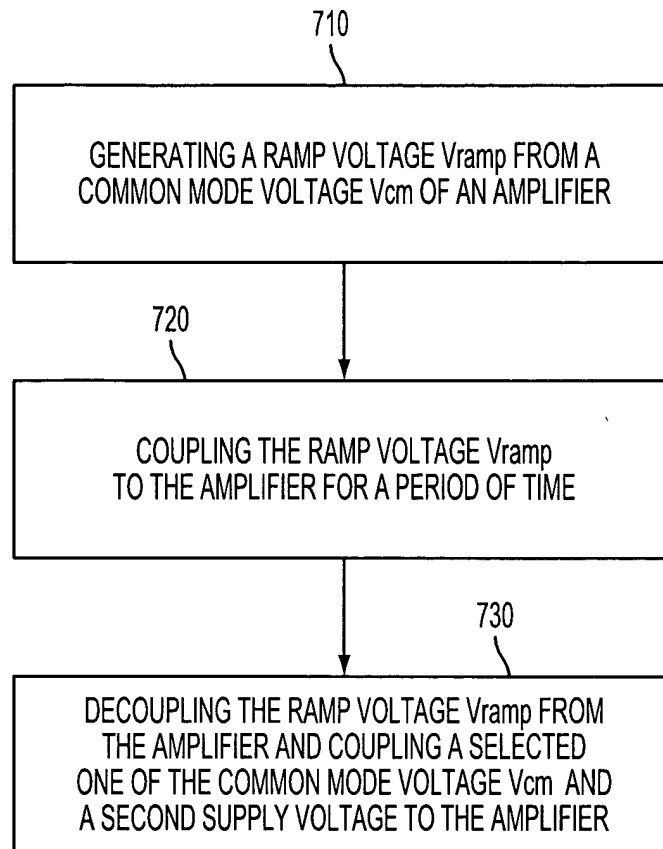 710
GENERATING A RAMP VOLTAGE Vramp FROM A
COMMON MODE VOLTAGE Vcm OF AN AMPLIFIER
720
COUPLING THE RAMP VOLTAGE Vramp
TO THE AMPLIFIER FOR A PERIOD OF TIME
730
DECOUPLING THE RAMP VOLTAGE Vramp FROM
THE AMPLIFIER AND COUPLING A SELECTED
ONE OF THE COMMON MODE VOLTAGE Vcm AND
A SECOND SUPPLY VOLTAGE TO THE AMPLIFIER